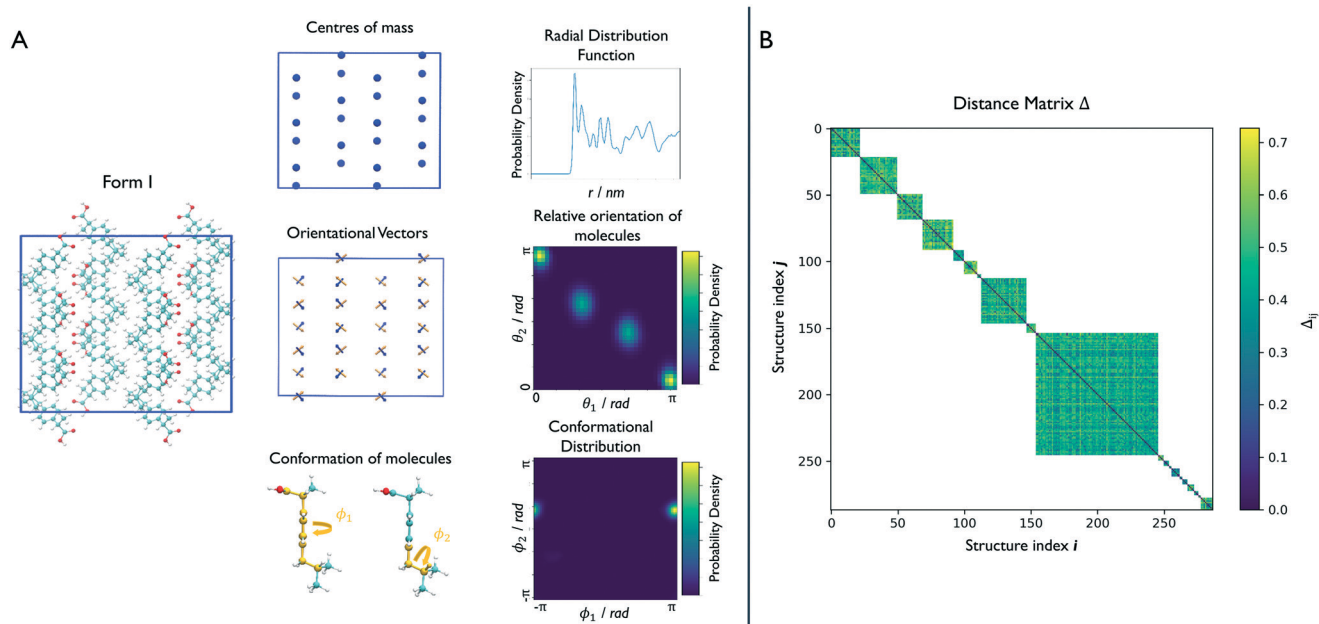 A
Form I
Centres of mass
Radial Distribution
Function
Probability Density
r / nm
Orientational Vectors
Relative orientation of
molecules
π
θ2 / rad
0
0
θ1 / rad
π
Probability Density
Conformation of molecules
ϕ1
ϕ2
Conformational
Distribution
π
ϕ2 / rad
-π
-π
ϕ1 / rad
π
Probability Density
B
Distance Matrix Δ
0
50
100
150
200
250
Structure index j
0
50
100
150
200
250
Structure index i
0.7
0.6
0.5
0.4
0.3
0.2
0.1
0.0
Δij